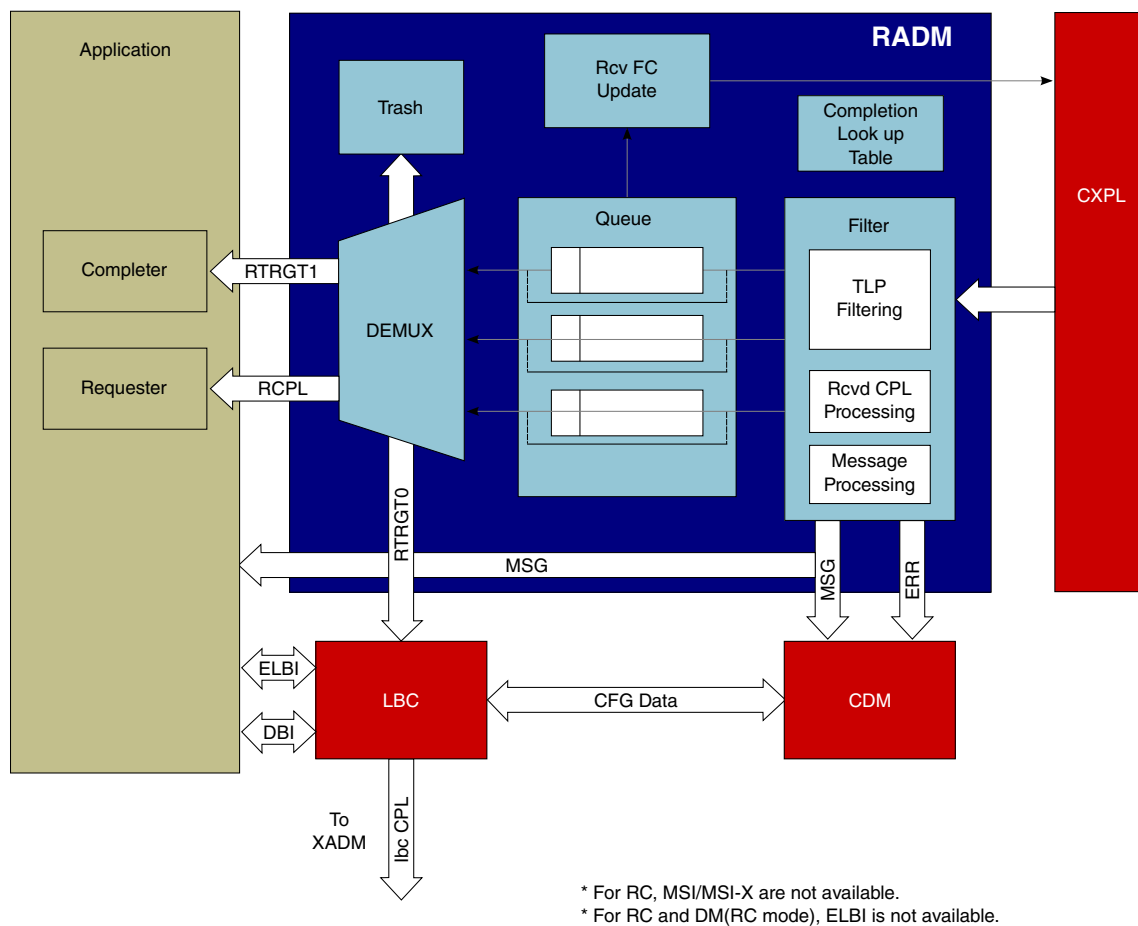 Application
RADM
Rcv FC
Update
Trash
Completion
Look up
Table
CXPL
Queue
Filter
Completer
RTRGT1
TLP
Filtering
DEMUX
Requester
RCPL
Rcvd CPL
Processing
Message
Processing
RTRGT0
MSG
MSG
ERR
ELBI
LBC
CFG Data
CDM
DBI
To
XADM
lbc CPL
* For RC, MSI/MSI-X are not available.
* For RC and DM(RC mode), ELBI is not available.